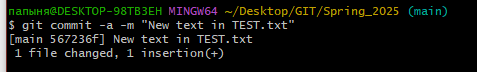 папыня@DESKTOP-98TB3EH MINGW64 ~/Desktop/GIT/Spring_2025 (main)
$ git commit -a -m "New text in TEST.txt"
[main 567236f] New text in TEST.txt
 1 file changed, 1 insertion(+)